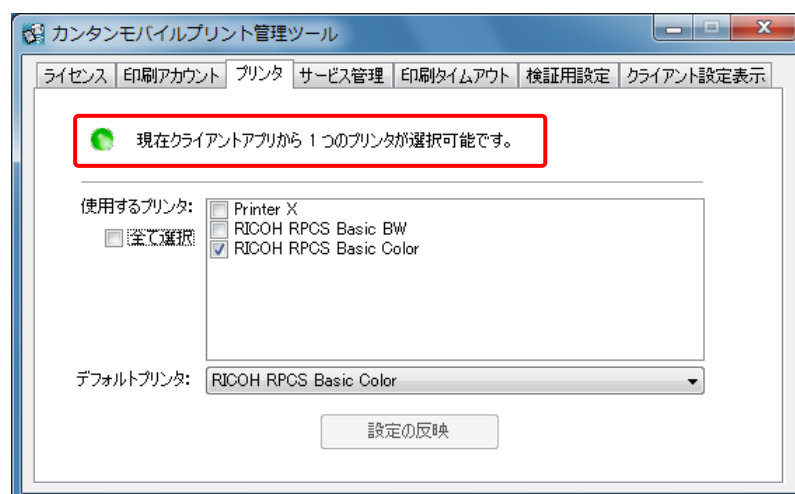 カンタンモバイルプリント管理ツール
ライセンス 印刷アカウント プリンタ サービス管理 印刷タイムアウト 検証用設定 クライアント設定表示
現在クライアントアプリから 1 つのプリンタが選択可能です。
使用するプリンタ: Printer X
RICOH RPCS Basic BW
全て選択 RICOH RPCS Basic Color
デフォルトプリンタ: RICOH RPCS Basic Color
設定の反映